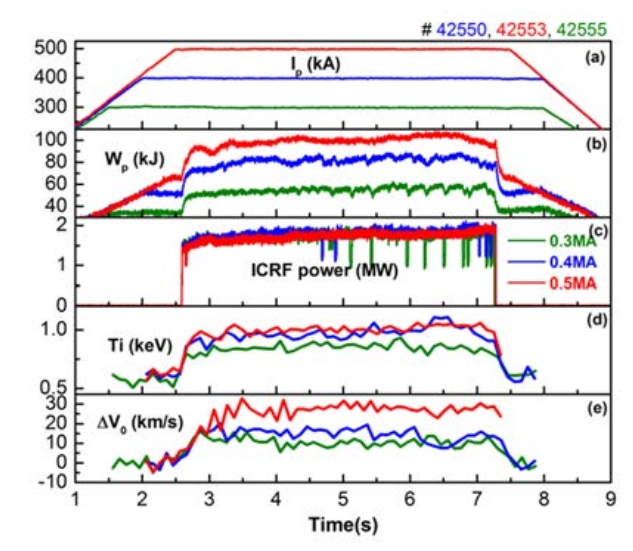 # 42550, 42553, 42555
500
400
300
Ip (kA)
(a)
100
80
60
40
Wp (kJ)
(b)
2
1
0
ICRF power (MW)
(c)
0.3MA
0.4MA
0.5MA
1.0
0.5
Ti (keV)
(d)
30
20
10
0
-10
ΔV0 (km/s)
(e)
1 2 3 4 5 6 7 8 9
Time(s)